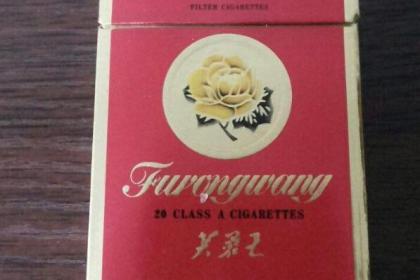 FILTER CIGARETTES
Furongwang
20 CLASS A CIGARETTES
芙蓉王